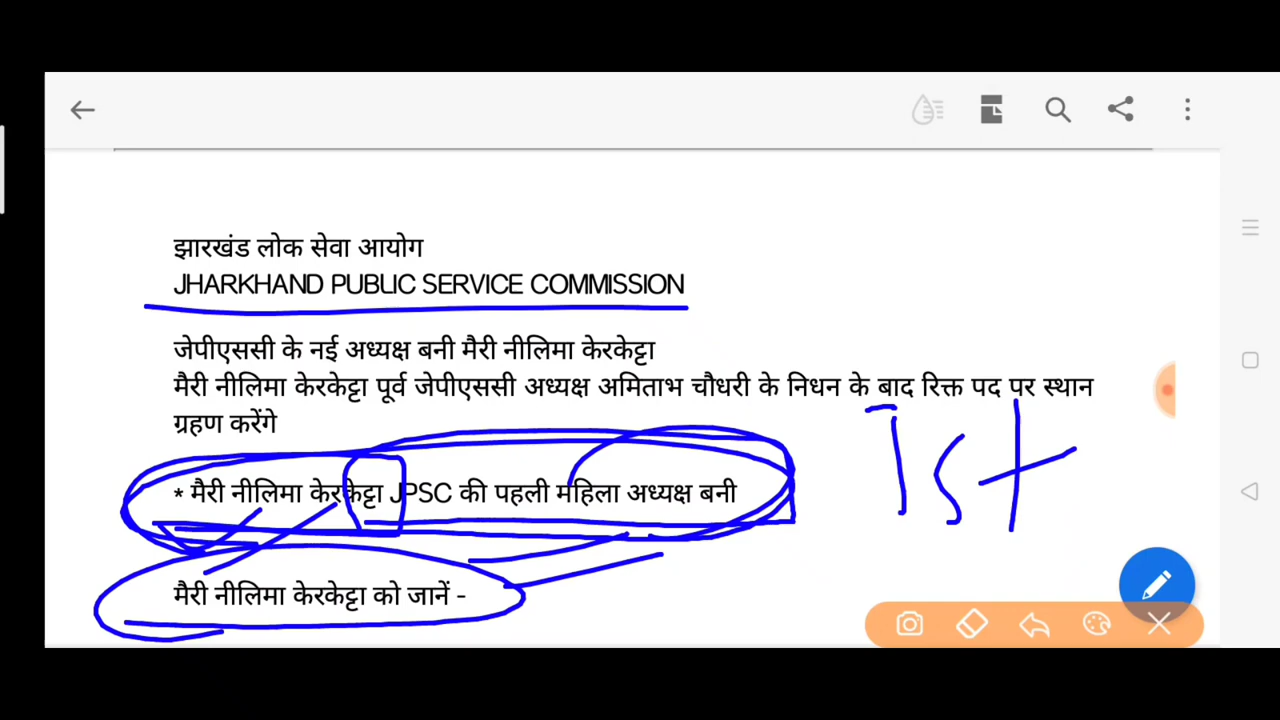 झारखंड लोक सेवा आयोग
JHARKHAND PUBLIC SERVICE COMMISSION
जेपीएससी के नई अध्यक्ष बनी मैरी नीलिमा केरकेट्टा
मैरी नीलिमा केरकेट्टा पूर्व जेपीएससी अध्यक्ष अमिताभ चौधरी के निधन के बाद रिक्त पद पर स्थान
ग्रहण करेंगे
* मैरी नीलिमा केरकेट्टा JPSC की पहली महिला अध्यक्ष बनी
Ist
मैरी नीलिमा केरकेट्टा को जानें -